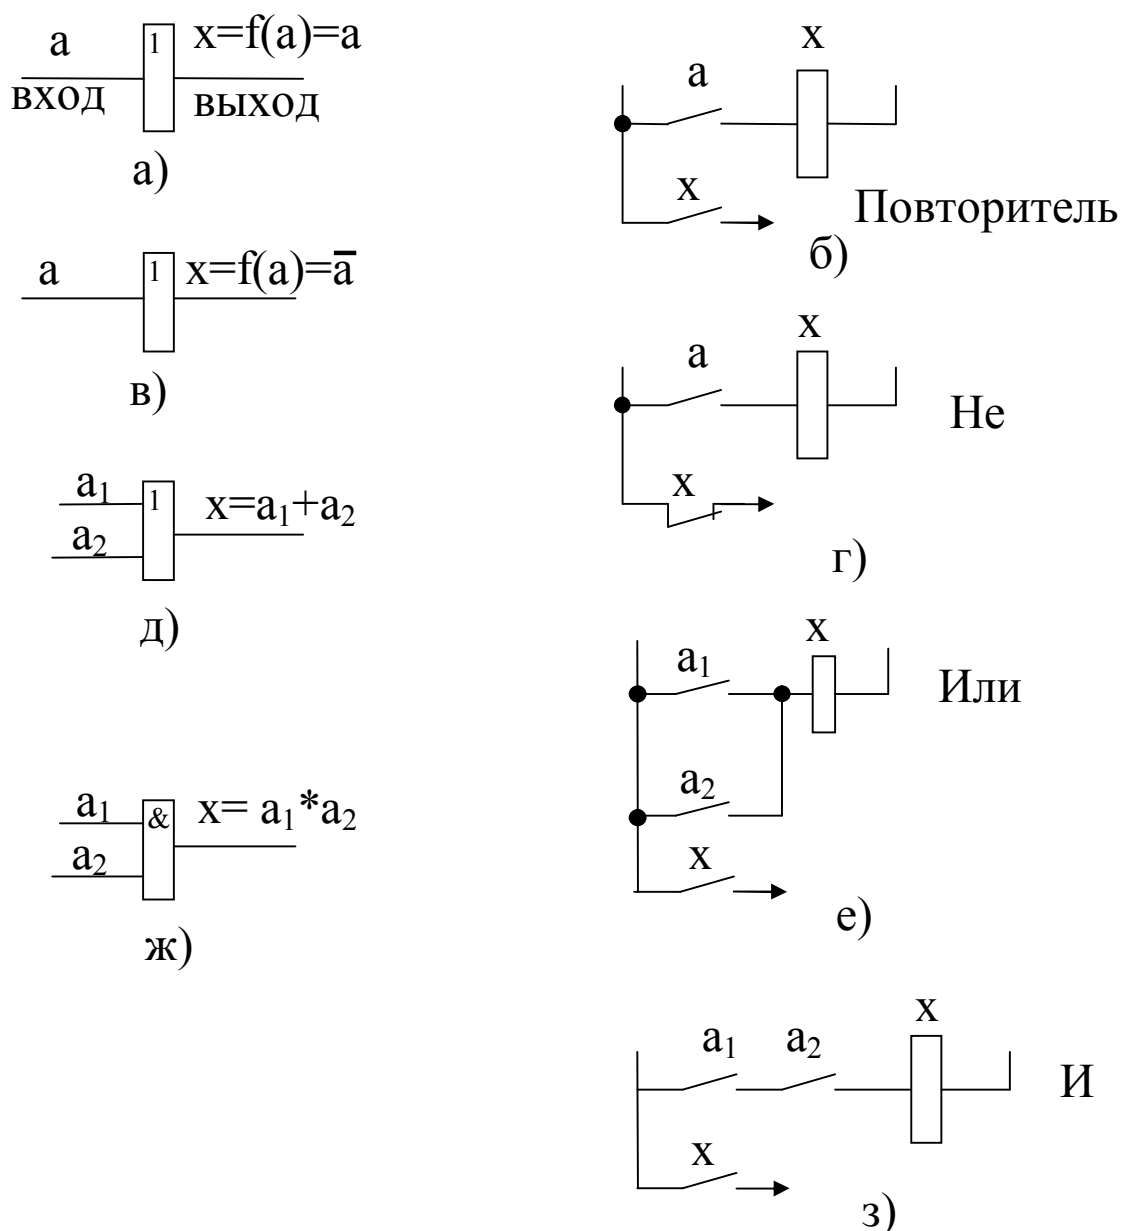 а
1
x=f(a)=a
вход
выход
а)
x
а
x
Повторитель
б)
а
1
x=f(a)=a̅
в)
x
а
Не
x
г)
a₁
1
x=a₁+a₂
a₂
д)
x
a₁
Или
a₂
x
е)
a₁
&
x= a₁*a₂
a₂
ж)
x
a₁ a₂
И
x
з)